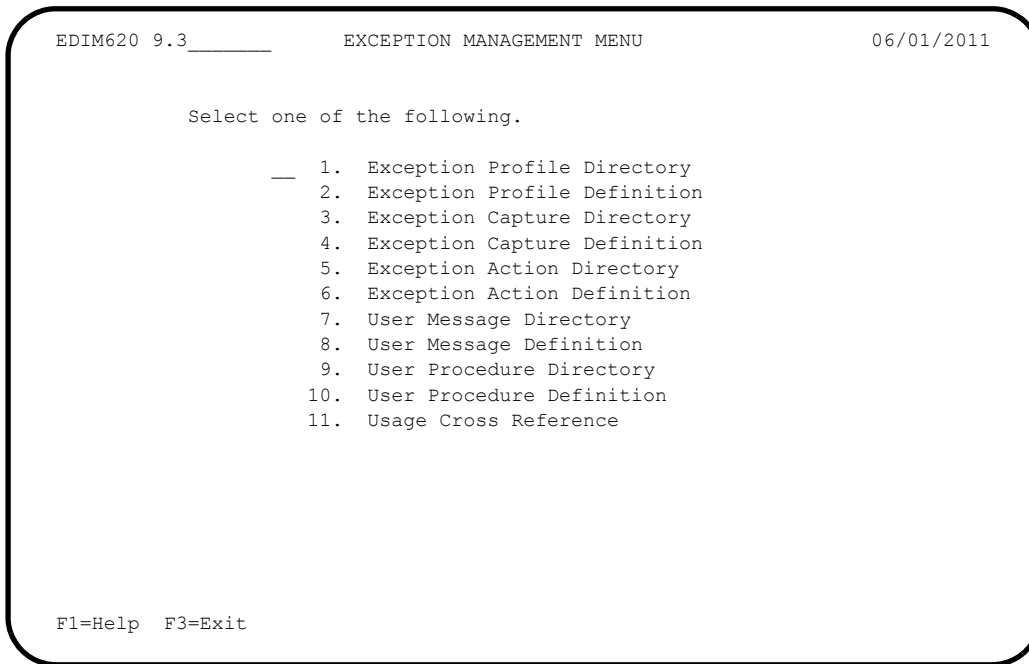 EDIM620 9.3_______ EXCEPTION MANAGEMENT MENU 06/01/2011
Select one of the following.
__ 1. Exception Profile Directory
2. Exception Profile Definition
3. Exception Capture Directory
4. Exception Capture Definition
5. Exception Action Directory
6. Exception Action Definition
7. User Message Directory
8. User Message Definition
9. User Procedure Directory
10. User Procedure Definition
11. Usage Cross Reference
F1=Help F3=Exit